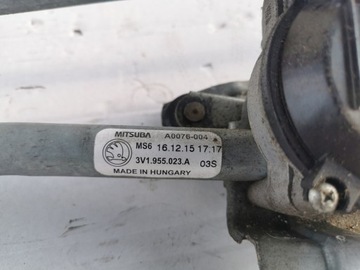 MITSUBA A0076-004
MS6 16.12.15 17.17
3V1.955.023.A 03S
MADE IN HUNGARY